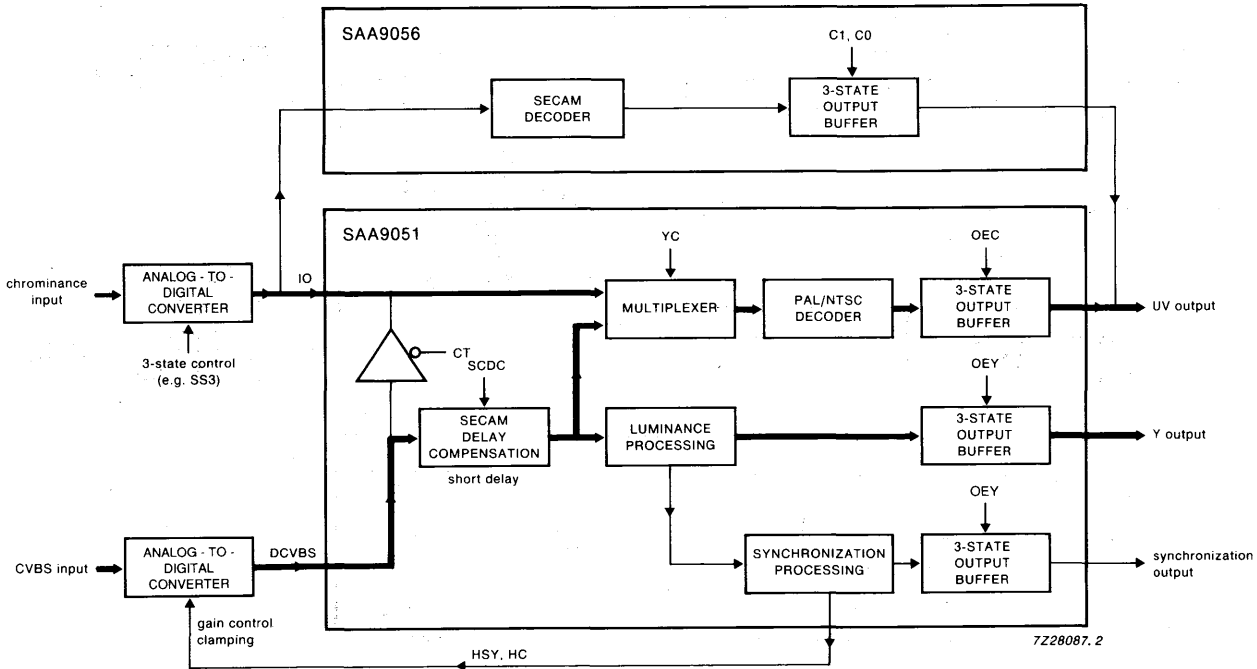 SAA9056
C1, C0
SECAM
DECODER
3-STATE
OUTPUT
BUFFER
SAA9051
YC
OEC
chrominance
input
ANALOG - TO -
DIGITAL
CONVERTER
IO
MULTIPLEXER
PAL/NTSC
DECODER
3-STATE
OUTPUT
BUFFER
UV output
3-state control
(e.g. SS3)
CT
SCDC
OEY
SECAM
DELAY
COMPENSATION
short delay
LUMINANCE
PROCESSING
3-STATE
OUTPUT
BUFFER
Y output
OEY
CVBS input
ANALOG - TO -
DIGITAL
CONVERTER
DCVBS
SYNCHRONIZATION
PROCESSING
3-STATE
OUTPUT
BUFFER
synchronization
output
gain control
clamping
HSY, HC
7Z28087.2